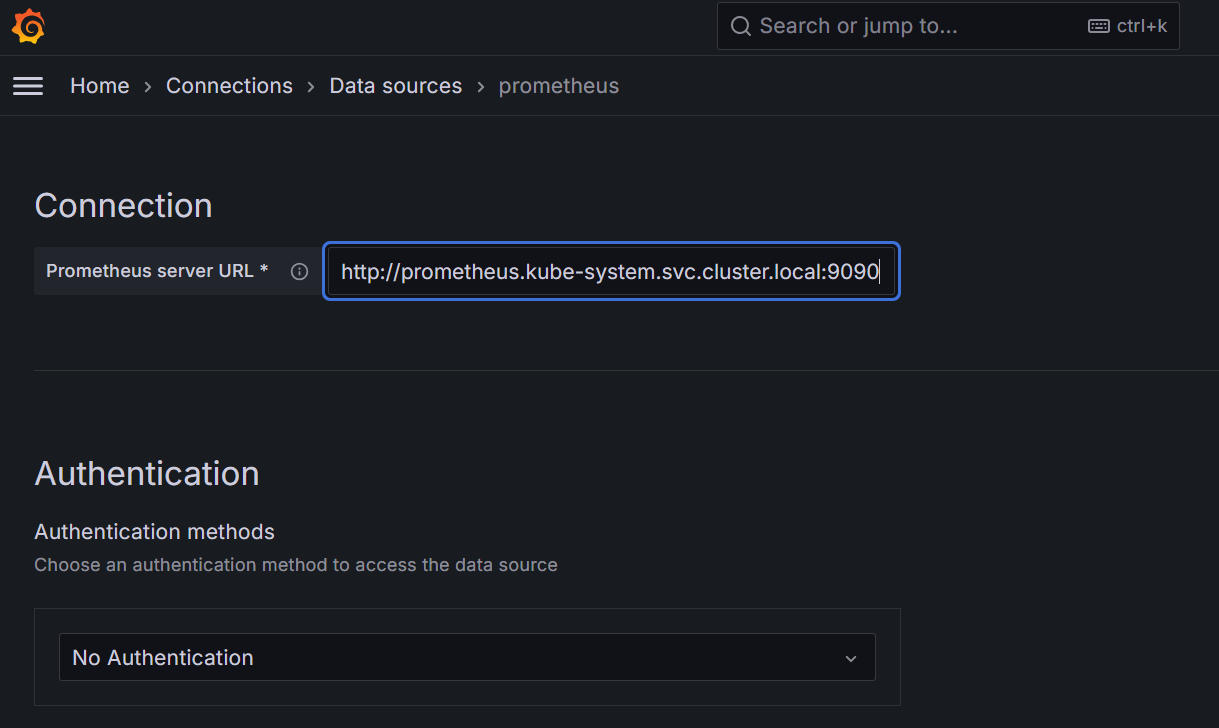 Search or jump to... ctrl+k
Home › Connections › Data sources › prometheus
Connection
Prometheus server URL * http://prometheus.kube-system.svc.cluster.local:9090
Authentication
Authentication methods
Choose an authentication method to access the data source
No Authentication